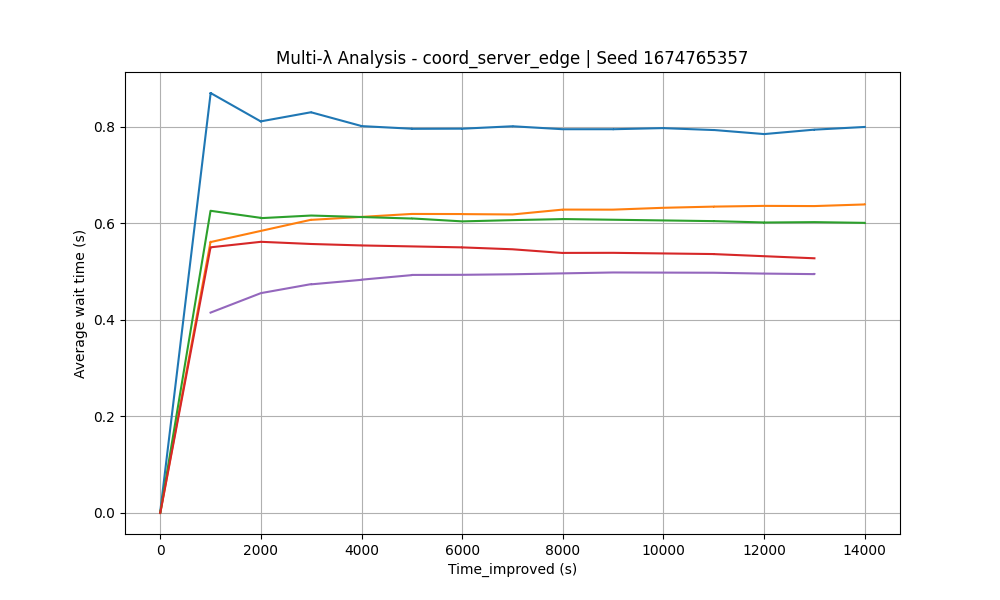 Multi-λ Analysis - coord_server_edge | Seed 1674765357
Average wait time (s)
0.8
0.6
0.4
0.2
0.0
0 2000 4000 6000 8000 10000 12000 14000
Time_improved (s)